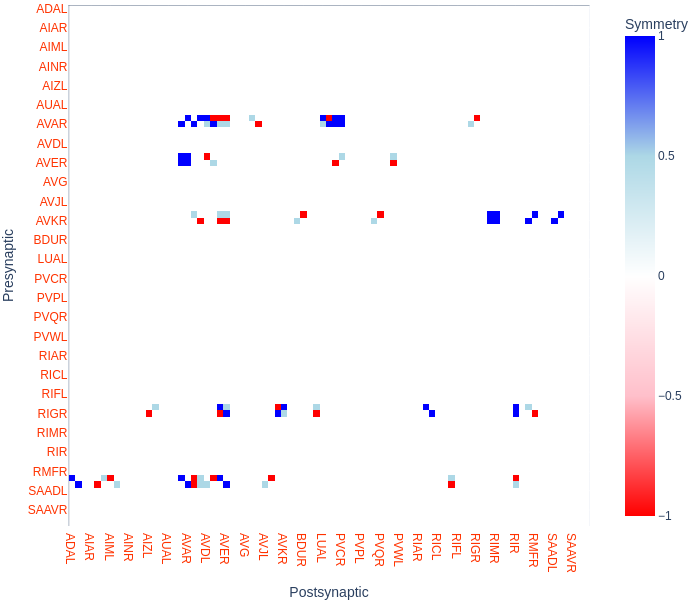 Symmetry
1
0.5
0
−0.5
−1
Presynaptic
ADAL
AIAR
AIML
AINR
AIZL
AUAL
AVAR
AVDL
AVER
AVG
AVJL
AVKR
BDUR
LUAL
PVCR
PVPL
PVQR
PVWL
RIAR
RICL
RIFL
RIGR
RIMR
RIR
RMFR
SAADL
SAAVR
ADAL
AIAR
AIML
AINR
AIZL
AUAL
AVAR
AVDL
AVER
AVG
AVJL
AVKR
BDUR
LUAL
PVCR
PVPL
PVQR
PVWL
RIAR
RICL
RIFL
RIGR
RIMR
RIR
RMFR
SAADL
SAAVR
Postsynaptic